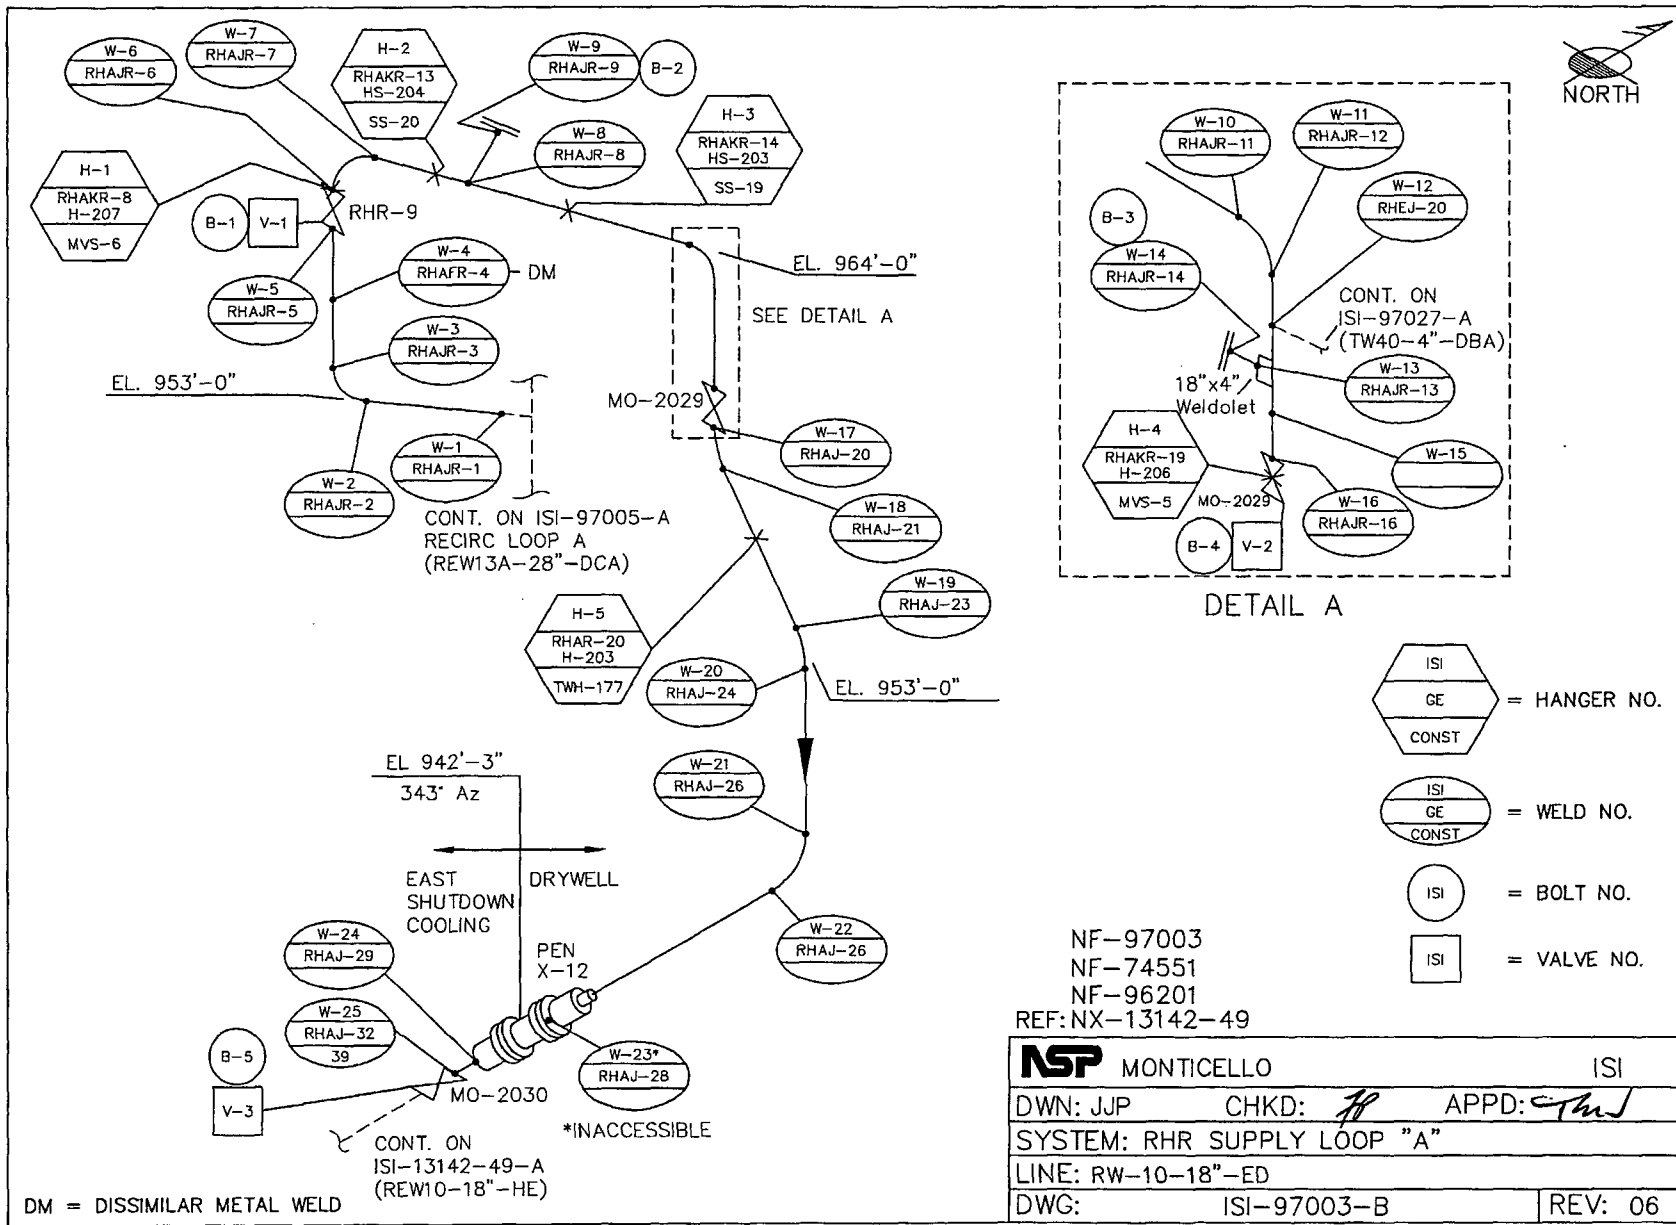 W-6
RHAJR-6
W-7
RHAJR-7
H-2
RHAKR-13
HS-204
SS-20
W-9
RHAJR-9
B-2
W-8
RHAJR-8
H-3
RHAKR-14
HS-203
SS-19
NORTH
H-1
RHAKR-8
H-207
MVS-6
B-1
V-1
RHR-9
W-4
RHAFR-4
DM
W-5
RHAJR-5
W-3
RHAJR-3
EL. 953'-0"
W-1
RHAJR-1
W-2
RHAJR-2
CONT. ON ISI-97005-A
RECIRC LOOP A
(REW13A-28"-DCA)
EL. 964'-0"
SEE DETAIL A
MO-2029
W-17
RHAJ-20
W-18
RHAJ-21
W-19
RHAJ-23
H-5
RHAR-20
H-203
TWH-177
W-20
RHAJ-24
EL. 953'-0"
W-21
RHAJ-26
W-22
RHAJ-26
EL 942'-3"
343° Az
EAST
SHUTDOWN
COOLING
DRYWELL
PEN
X-12
W-24
RHAJ-29
W-25
RHAJ-32
39
B-5
V-3
MO-2030
W-23*
RHAJ-28
*INACCESSIBLE
CONT. ON
ISI-13142-49-A
(REW10-18"-HE)
DM = DISSIMILAR METAL WELD
W-10
RHAJR-11
W-11
RHAJR-12
W-12
RHEJ-20
B-3
W-14
RHAJR-14
CONT. ON
ISI-97027-A
(TW40-4"-DBA)
W-13
RHAJR-13
18"x4"
Weldolet
H-4
RHAKR-19
H-206
MVS-5
W-15
MO-2029
W-16
RHAJR-16
B-4
V-2
DETAIL A
ISI
GE
CONST
= HANGER NO.
ISI
GE
CONST
= WELD NO.
ISI
= BOLT NO.
ISI
= VALVE NO.
NF-97003
NF-74551
NF-96201
REF: NX-13142-49
NSP MONTICELLO ISI
DWN: JJP CHKD: APPD:
SYSTEM: RHR SUPPLY LOOP "A"
LINE: RW-10-18"-ED
DWG: ISI-97003-B REV: 06